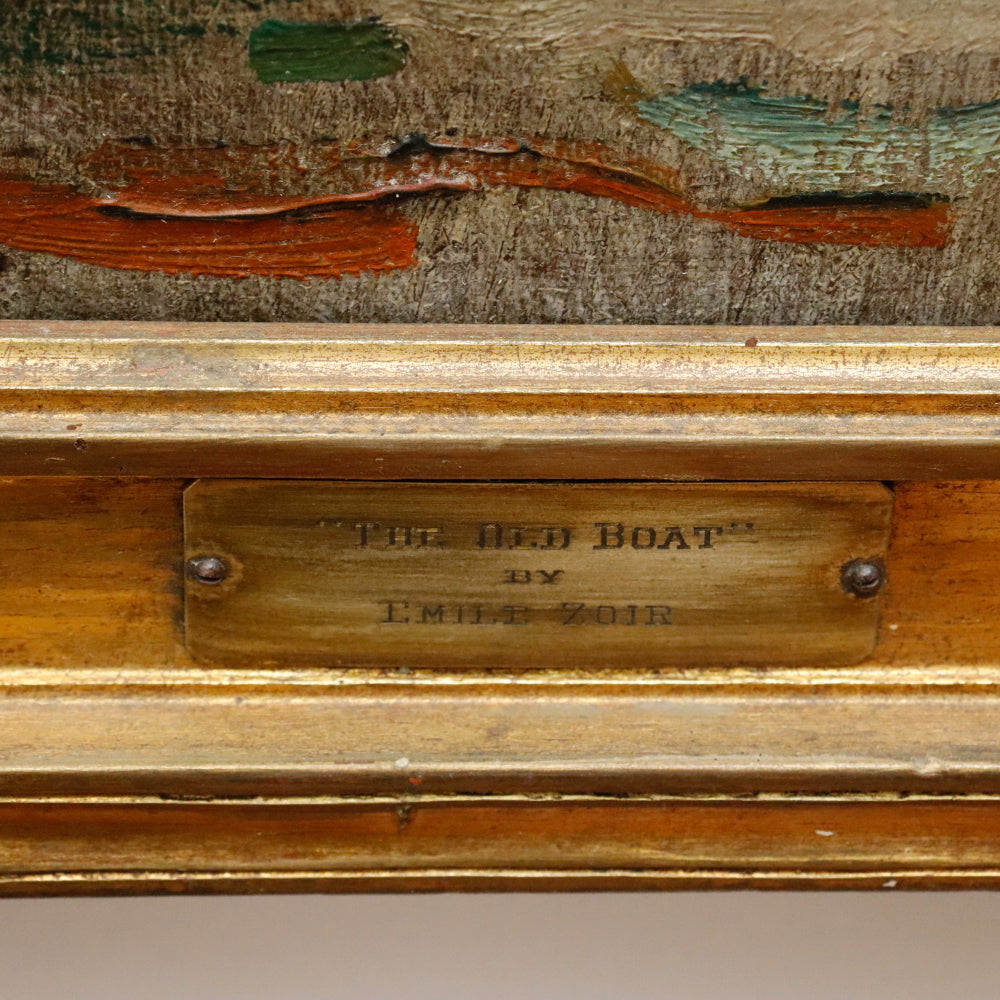 "The Old Boat"
by
Emile Zoir